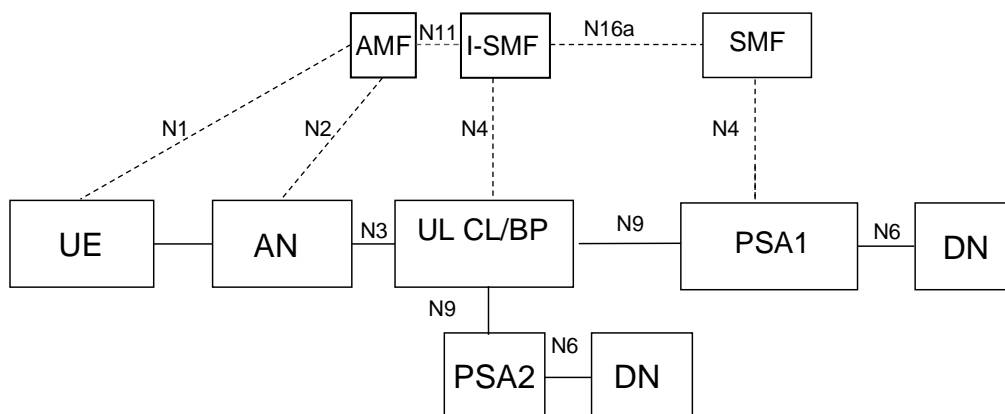 AMF
N11
I-SMF
N16a
SMF
N1
N2
N4
N4
UE
AN
N3
UL CL/BP
N9
PSA1
N6
DN
N9
PSA2
N6
DN